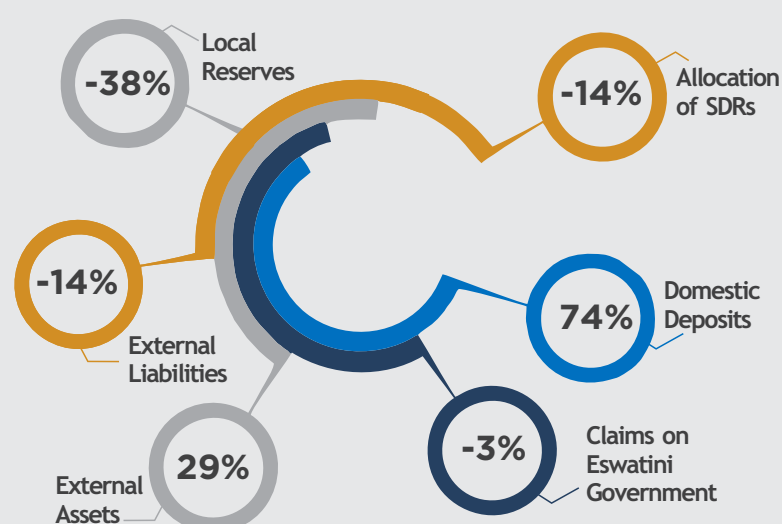 -38%
Local
Reserves
-14%
Allocation
of SDRs
-14%
External
Liabilities
74%
Domestic
Deposits
29%
External
Assets
-3%
Claims on
Eswatini
Government